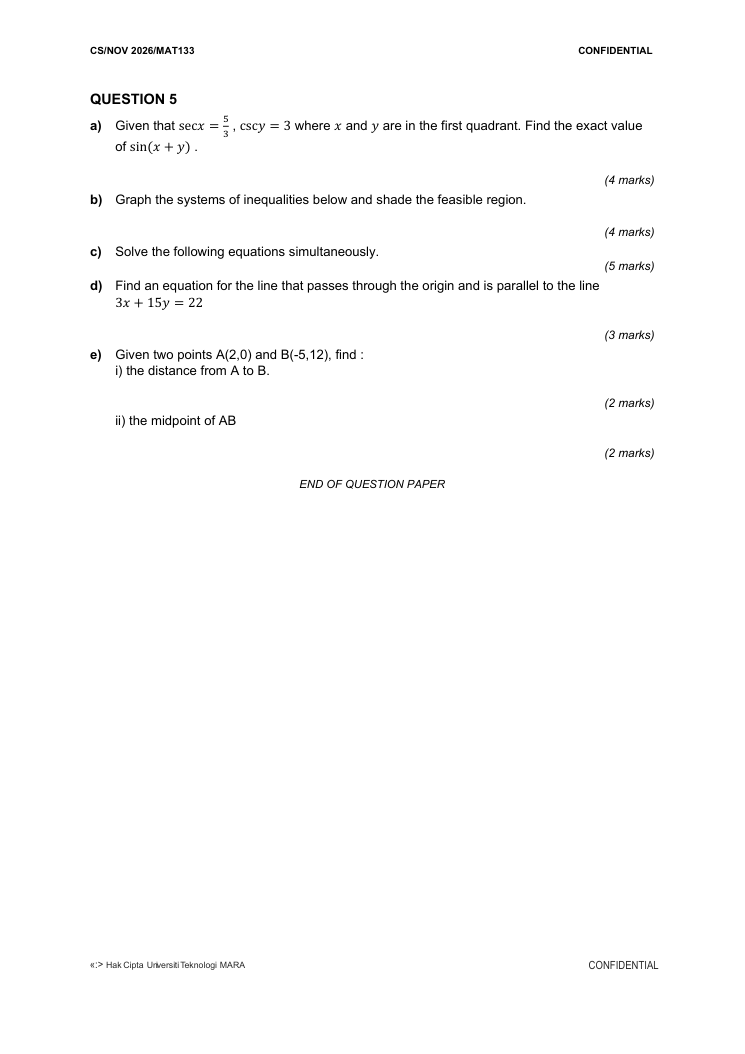 CS/NOV 2026/MAT133
CONFIDENTIAL
QUESTION 5
a) Given that sec𝑥 = 5/3 , csc𝑦 = 3 where 𝑥 and 𝑦 are in the first quadrant. Find the exact value
of sin(𝑥 + 𝑦) .
(4 marks)
b) Graph the systems of inequalities below and shade the feasible region.
(4 marks)
c) Solve the following equations simultaneously.
(5 marks)
d) Find an equation for the line that passes through the origin and is parallel to the line
3𝑥 + 15𝑦 = 22
(3 marks)
e) Given two points A(2,0) and B(-5,12), find :
i) the distance from A to B.
(2 marks)
ii) the midpoint of AB
(2 marks)
END OF QUESTION PAPER
«:> Hak Cipta Universiti Teknologi MARA
CONFIDENTIAL